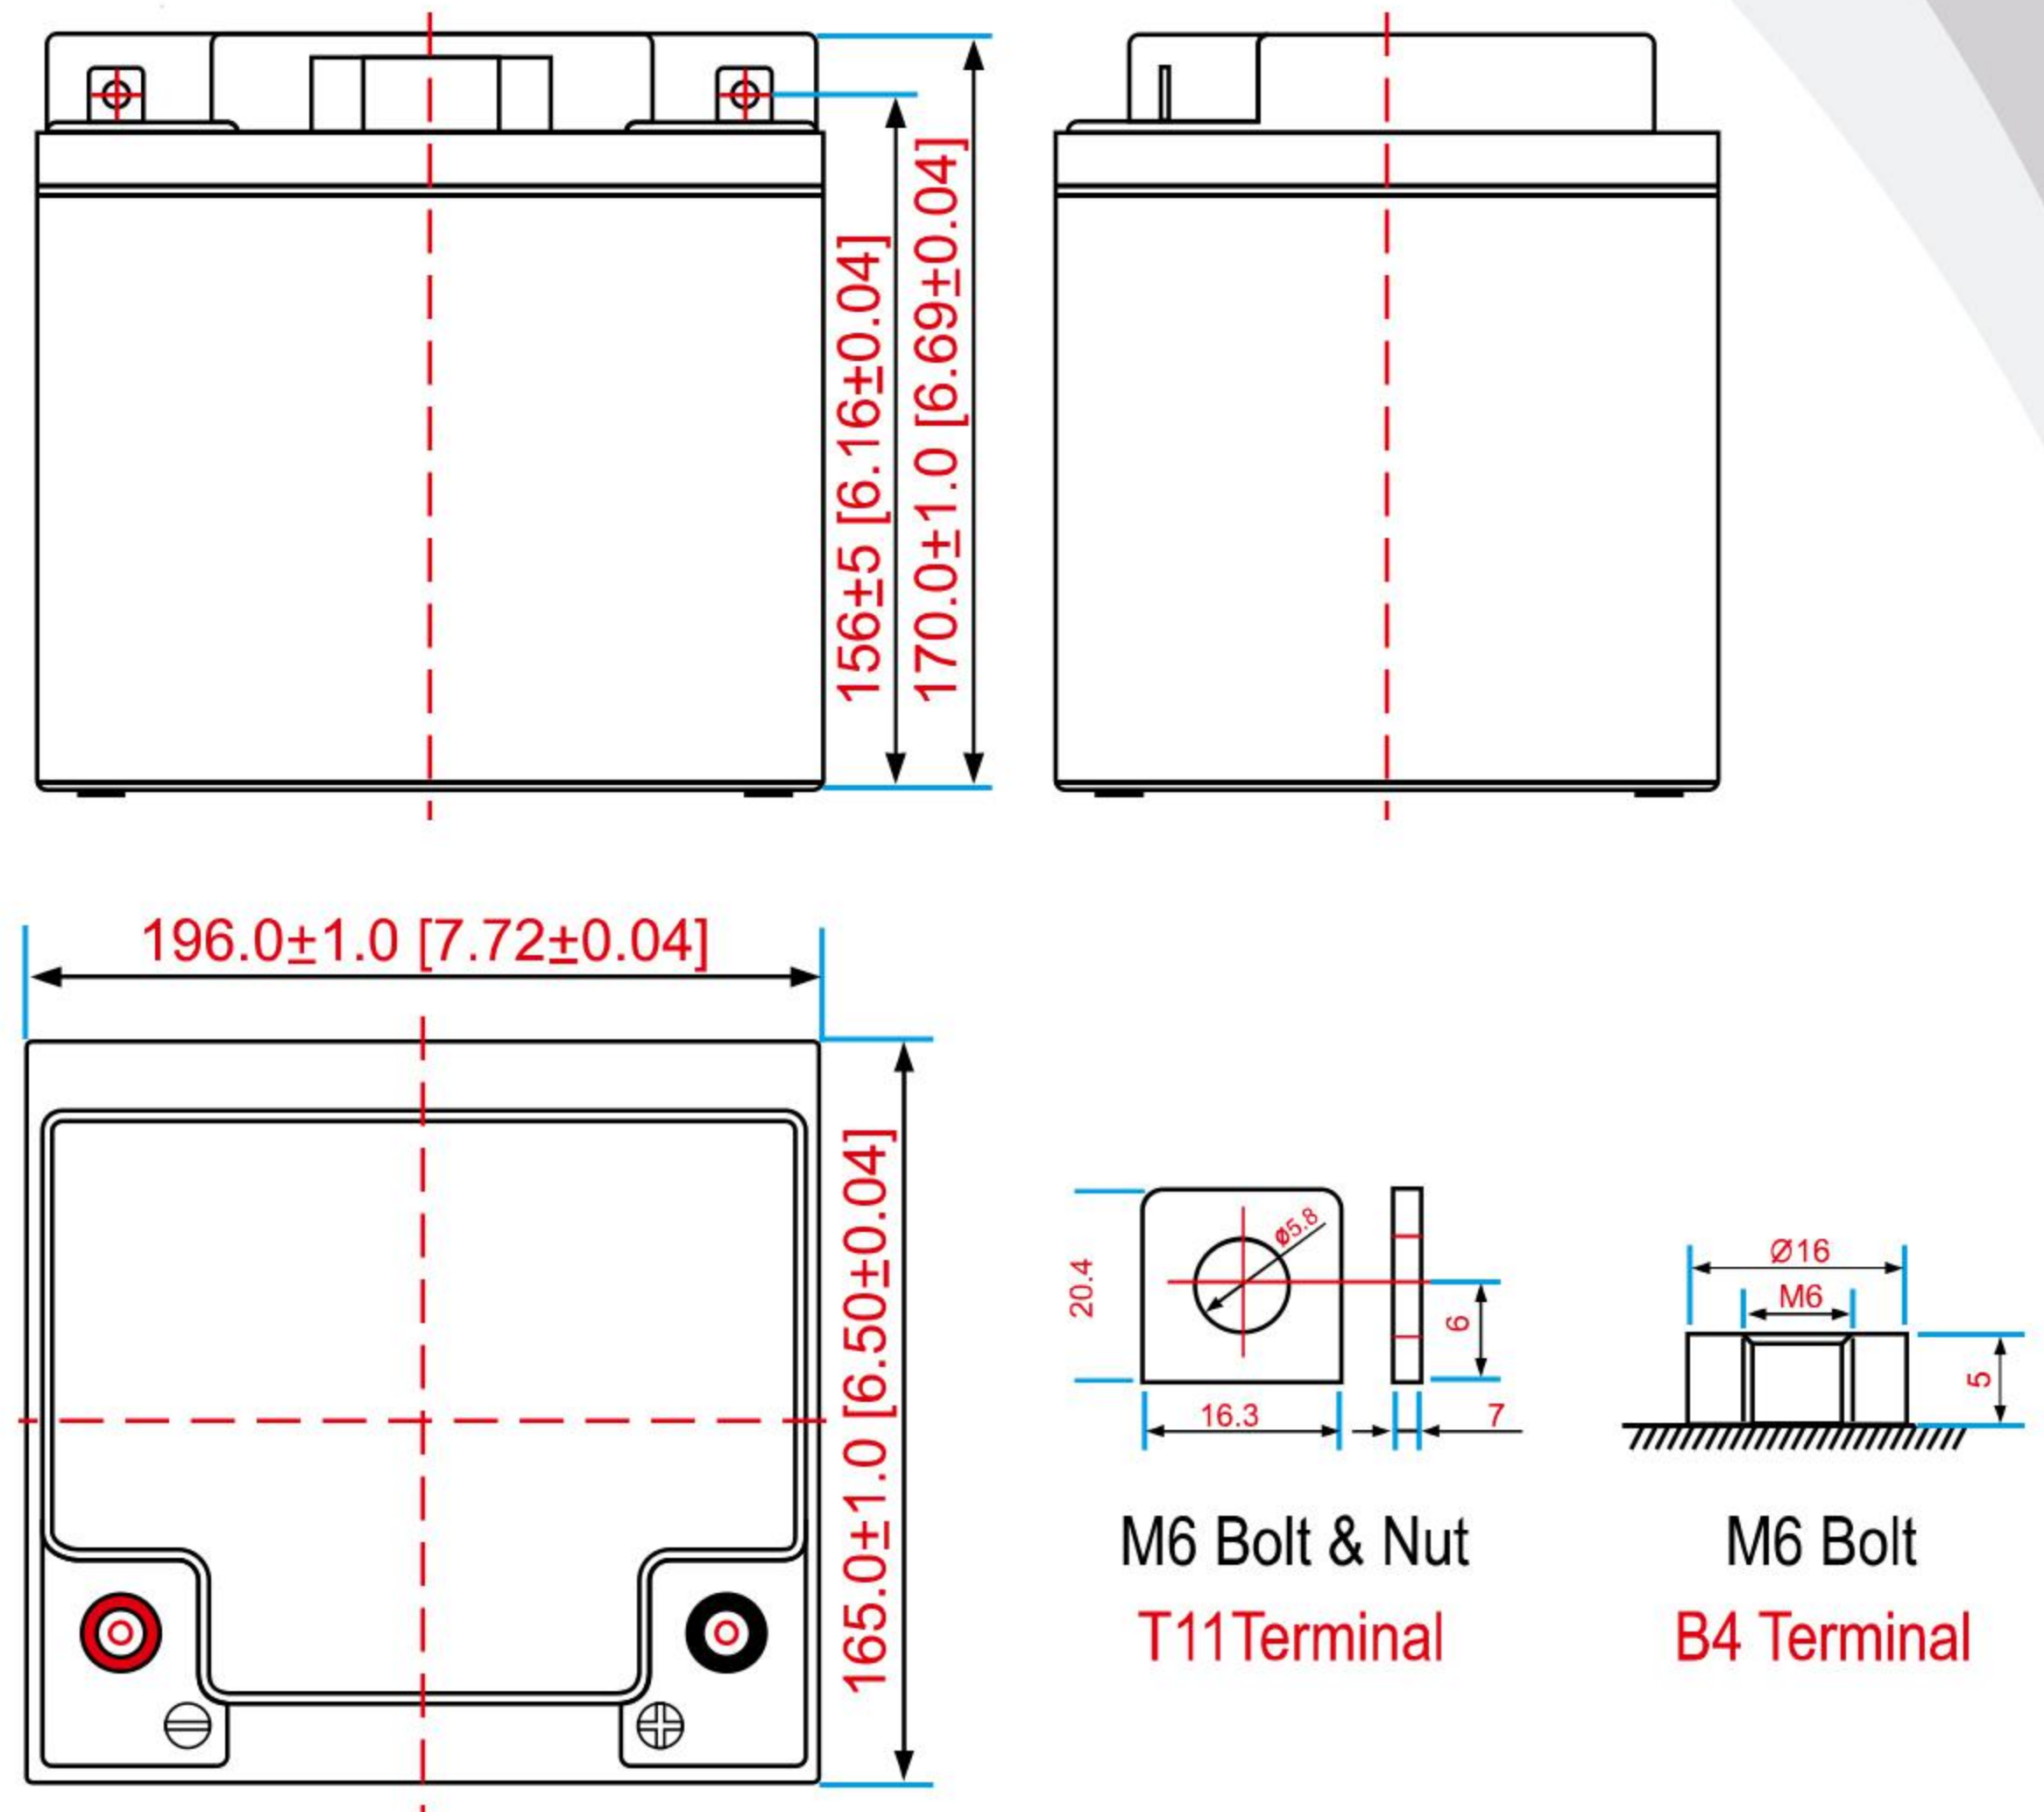 156±5 [6.16±0.04]
170.0±1.0 [6.69±0.04]
196.0±1.0 [7.72±0.04]
165.0±1.0 [6.50±0.04]
20.4
ø5.8
6
16.3
7
M6 Bolt & Nut
T11Terminal
Ø16
M6
5
M6 Bolt
B4 Terminal